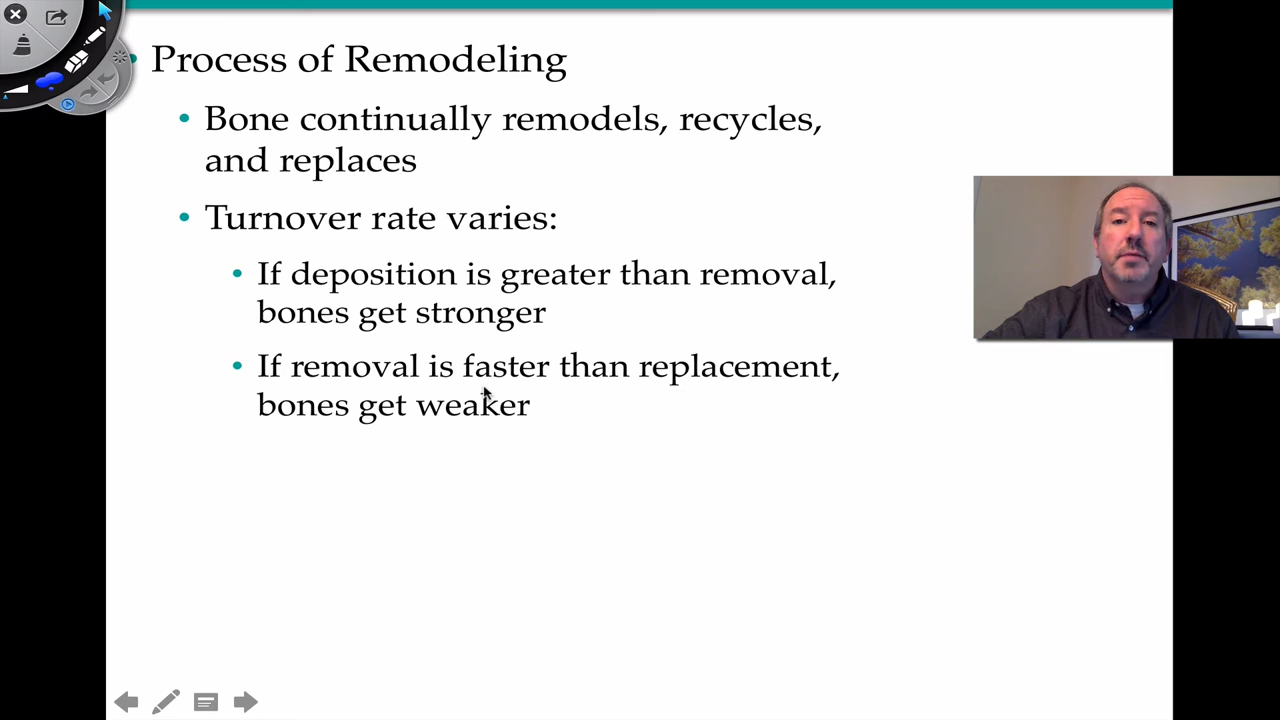 Process of Remodeling
Bone continually remodels, recycles,
and replaces
Turnover rate varies:
If deposition is greater than removal,
bones get stronger
If removal is faster than replacement,
bones get weaker